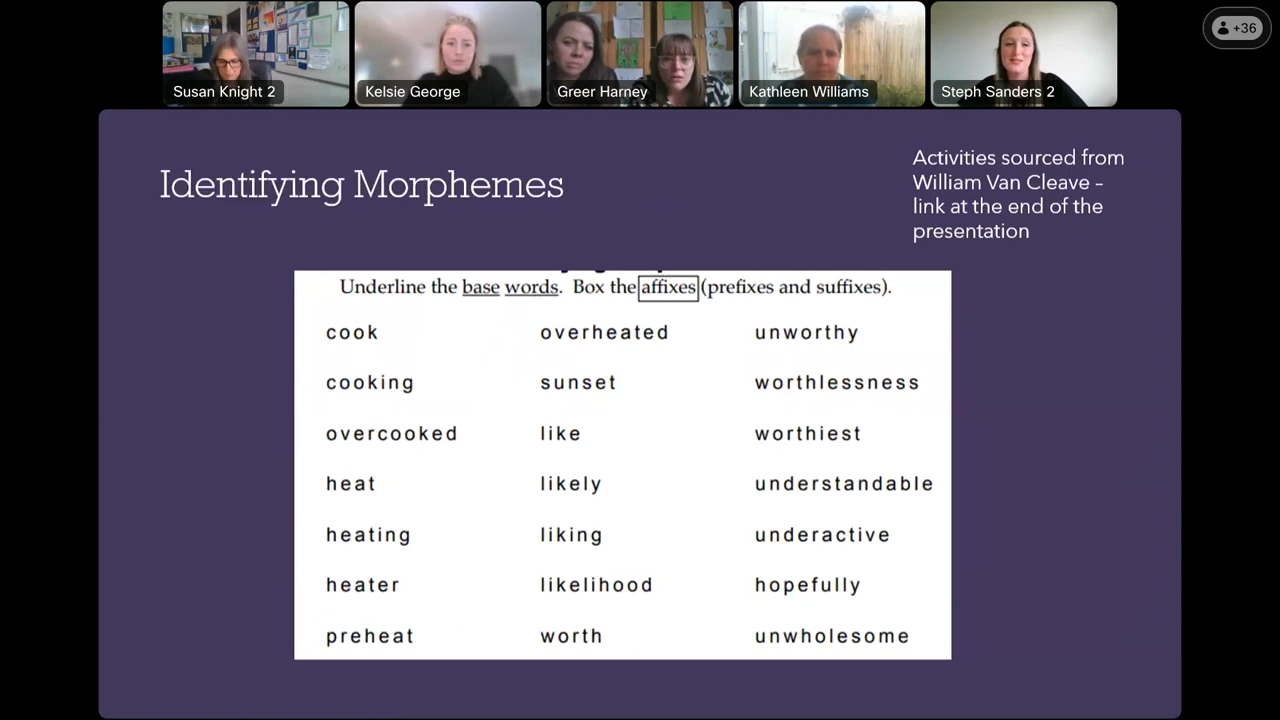 Susan Knight 2
Kelsie George
Greer Harney
Kathleen Williams
Steph Sanders 2
+36
Identifying Morphemes
Activities sourced from
William Van Cleave –
link at the end of the
presentation
Underline the base words. Box the affixes (prefixes and suffixes).
cook overheated unworthy
cooking sunset worthlessness
overcooked like worthiest
heat likely understandable
heating liking underactive
heater likelihood hopefully
preheat worth unwholesome